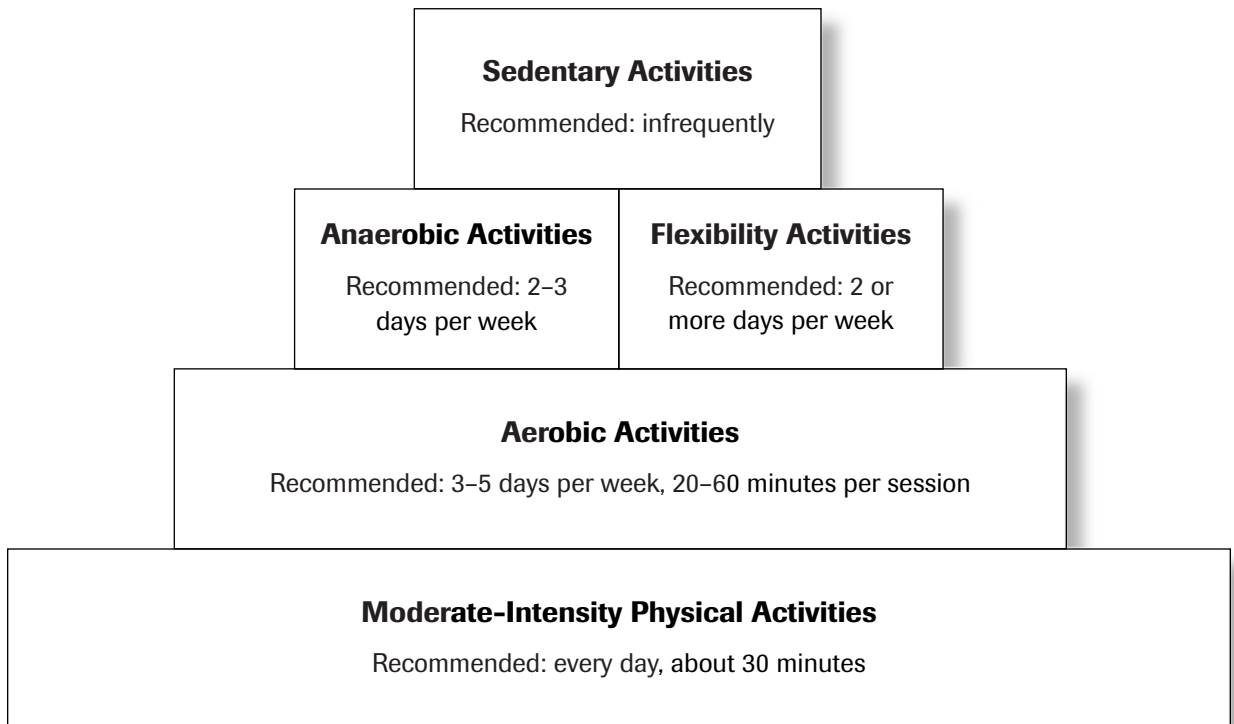 Sedentary Activities
Recommended: infrequently
Anaerobic Activities
Recommended: 2–3
days per week
Flexibility Activities
Recommended: 2 or
more days per week
Aerobic Activities
Recommended: 3–5 days per week, 20–60 minutes per session
Moderate-Intensity Physical Activities
Recommended: every day, about 30 minutes